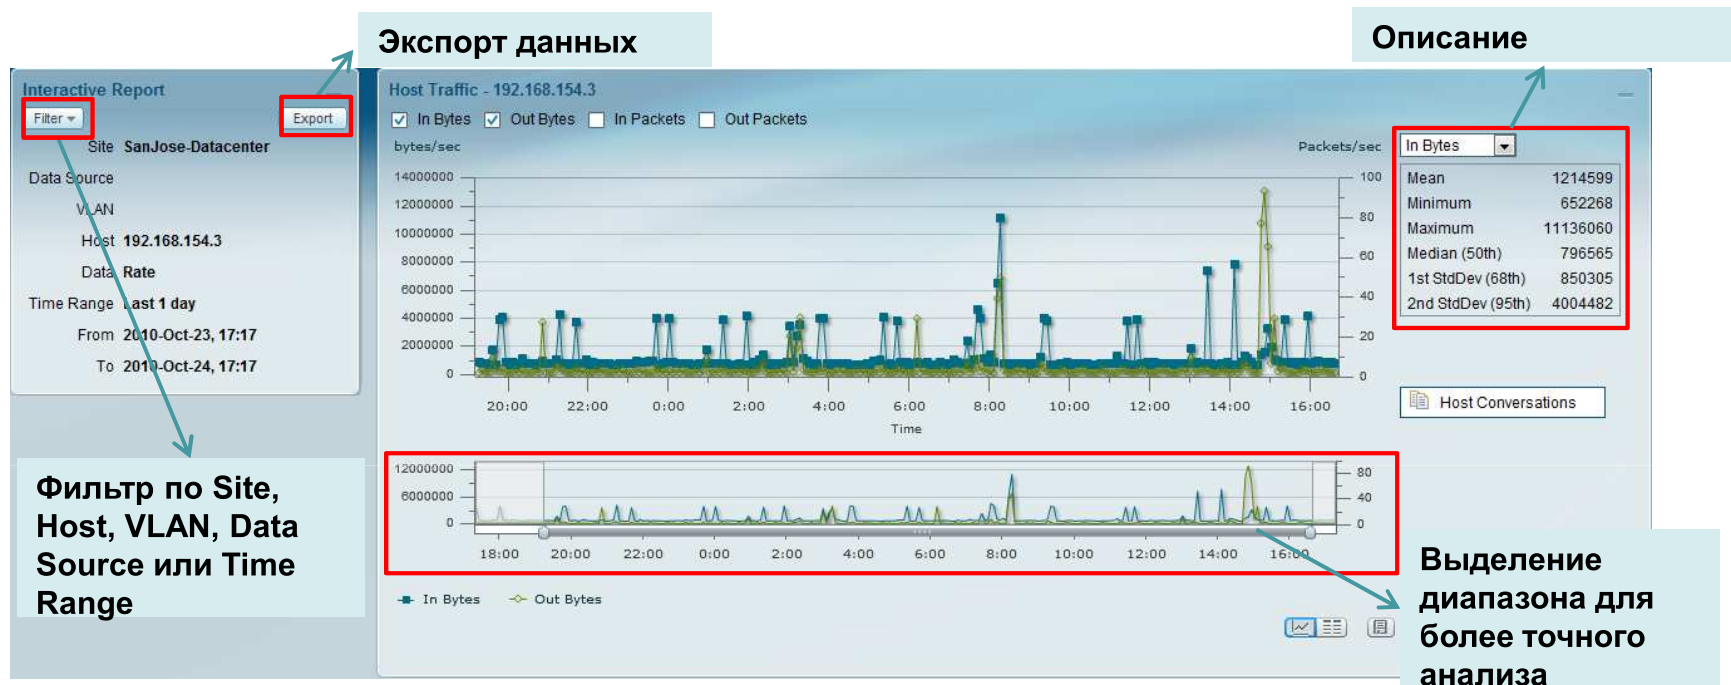 Экспорт данных
Описание
Interactive Report
Filter
Export
Site SanJose-Datacenter
Data Source
VLAN
Host 192.168.154.3
Data Rate
Time Range Last 1 day
From 2010-Oct-23, 17:17
To 2010-Oct-24, 17:17
Фильтр по Site,
Host, VLAN, Data
Source или Time
Range
Host Traffic - 192.168.154.3
In Bytes Out Bytes In Packets Out Packets
bytes/sec
Packets/sec
14000000
12000000
10000000
8000000
6000000
4000000
2000000
0
100
80
60
40
20
0
20:00 22:00 0:00 2:00 4:00 6:00 8:00 10:00 12:00 14:00 16:00
Time
In Bytes
Mean 1214599
Minimum 652268
Maximum 11136060
Median (50th) 796565
1st StdDev (68th) 850305
2nd StdDev (95th) 4004482
Host Conversations
12000000
6000000
0
80
40
0
18:00 20:00 22:00 0:00 2:00 4:00 6:00 8:00 10:00 12:00 14:00 16:00
In Bytes Out Bytes
Выделение
диапазона для
более точного
анализа